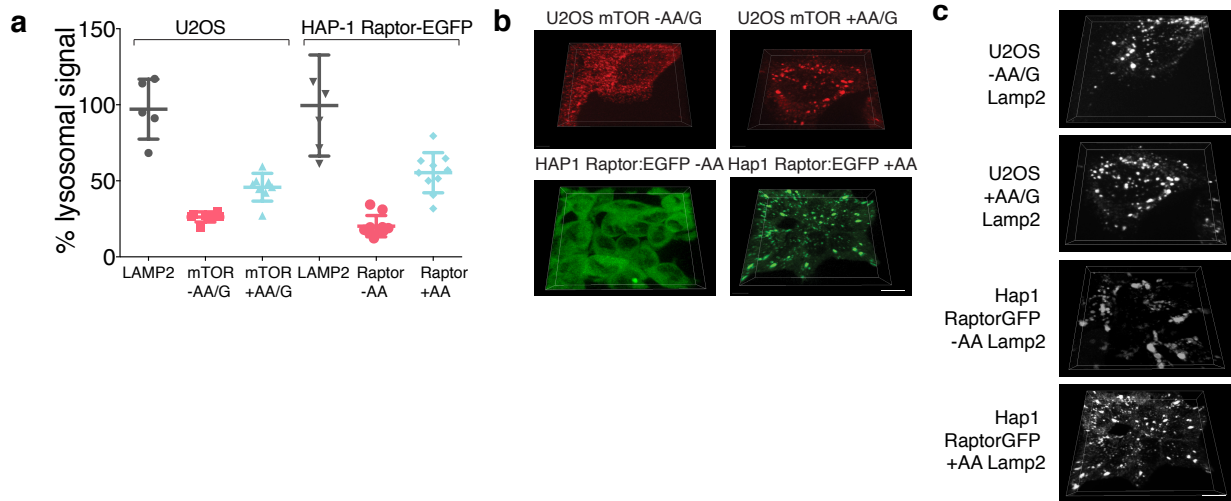 a
U2OS
HAP-1 Raptor-EGFP
% lysosomal signal
150
100
50
0
LAMP2
mTOR
-AA/G
mTOR
+AA/G
LAMP2
Raptor
-AA
Raptor
+AA
b
U2OS mTOR -AA/G
U2OS mTOR +AA/G
HAP1 Raptor:EGFP -AA
Hap1 Raptor:EGFP +AA
c
U2OS
-AA/G
Lamp2
U2OS
+AA/G
Lamp2
Hap1
RaptorGFP
-AA Lamp2
Hap1
RaptorGFP
+AA Lamp2